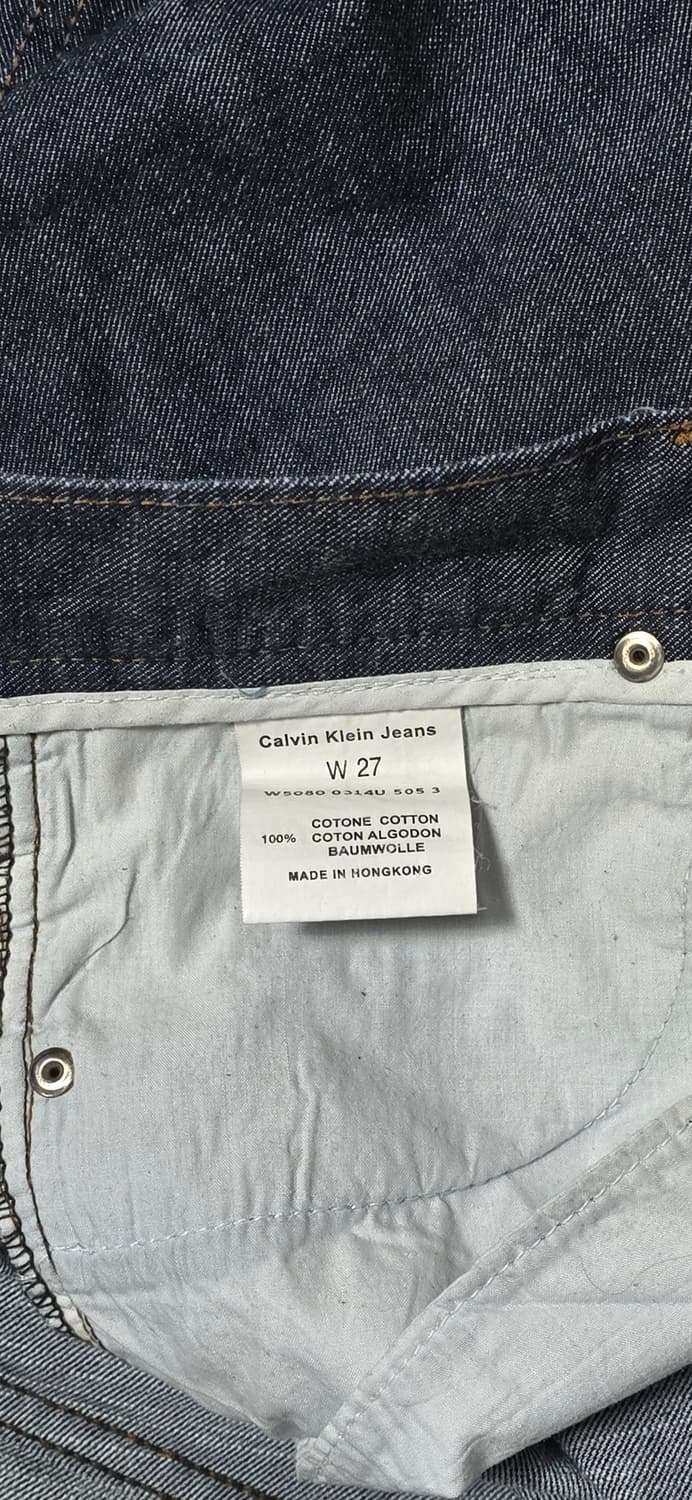 Calvin Klein Jeans
W 27
W5080 0314U 505 3
COTONE COTTON
100% COTON ALGODON
BAUMWOLLE
MADE IN HONGKONG